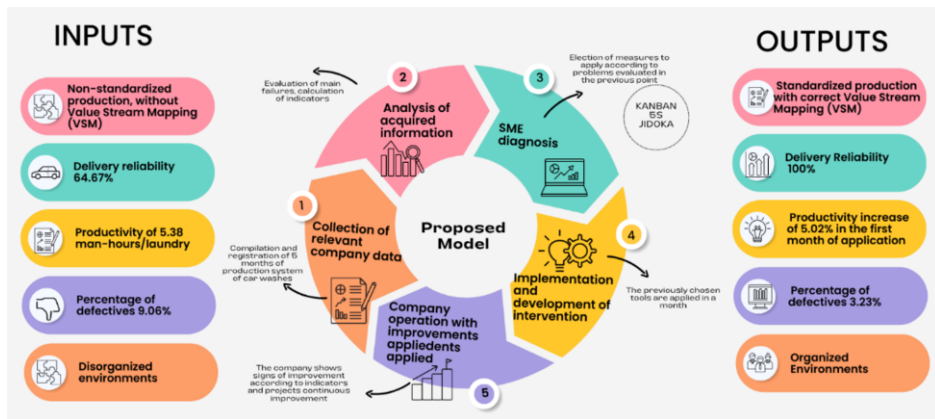 INPUTS
Non-standardized
production, without
Value Stream Mapping
(VSM)
Delivery reliability
64.67%
Productivity of 5.38
man-hours/laundry
Percentage of
defectives 9.06%
Disorganized
environments
Evaluation of main
failures, calculation
of indicators
2
Analysis of
acquired
information
3
SME
diagnosis
Election of measures to
apply according to
problems evaluated in
the previous point
KANBAN
5S
JIDOKA
1
Collection of
relevant
company data
Compilation and
registration of 5
months of
production system
of car washes
Proposed
Model
4
Implementation
and
development of
intervention
The previously chosen
tools are applied in a
month
Company
operation with
improvements
appliedents
applied
5
The company shows
signs of improvement
according to indicators
and projects continuous
improvement
OUTPUTS
Standardized production
with correct Value Stream
Mapping (VSM)
Delivery Reliability
100%
Productivity increase
of 5.02% in the first
month of application
Percentage of
defectives 3.23%
Organized
Environments